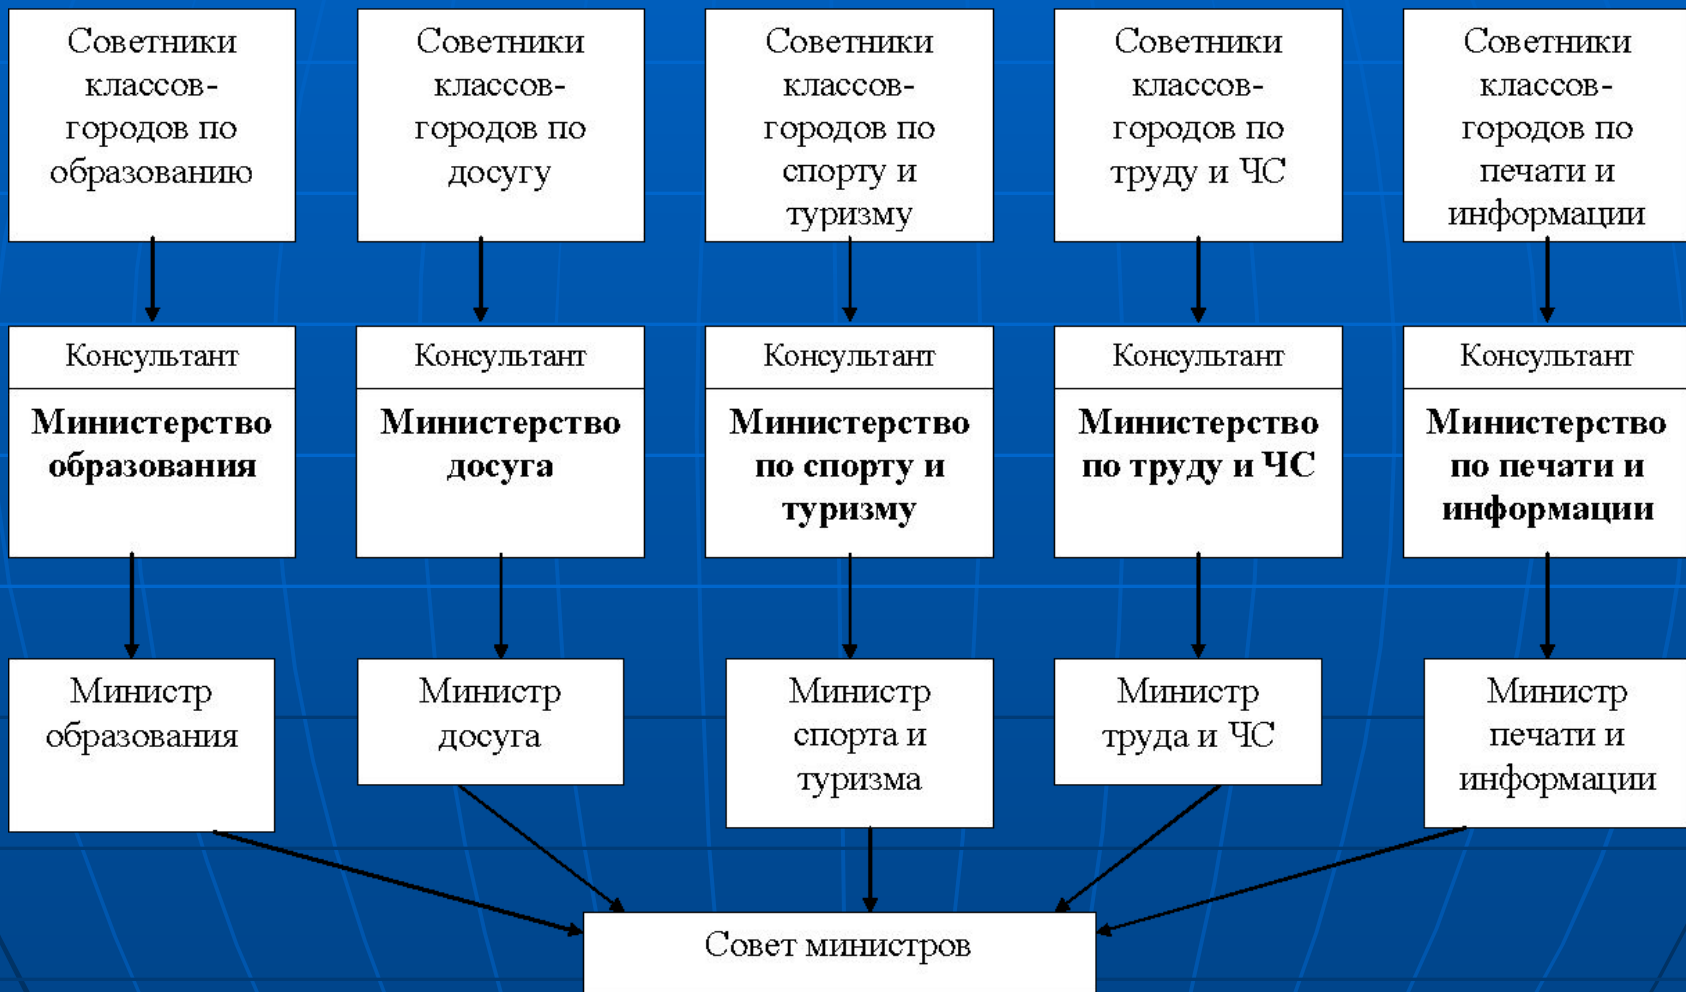 Советники
классов-
городов по
образованию
Советники
классов-
городов по
досугу
Советники
классов-
городов по
спорту и
туризму
Советники
классов-
городов по
труду и ЧС
Советники
классов-
городов по
печати и
информации
Консультант
Министерство
образования
Консультант
Министерство
досуга
Консультант
Министерство
по спорту и
туризму
Консультант
Министерство
по труду и ЧС
Консультант
Министерство
по печати и
информации
Министр
образования
Министр
досуга
Министр
спорта и
туризма
Министр
труда и ЧС
Министр
печати и
информации
Совет министров